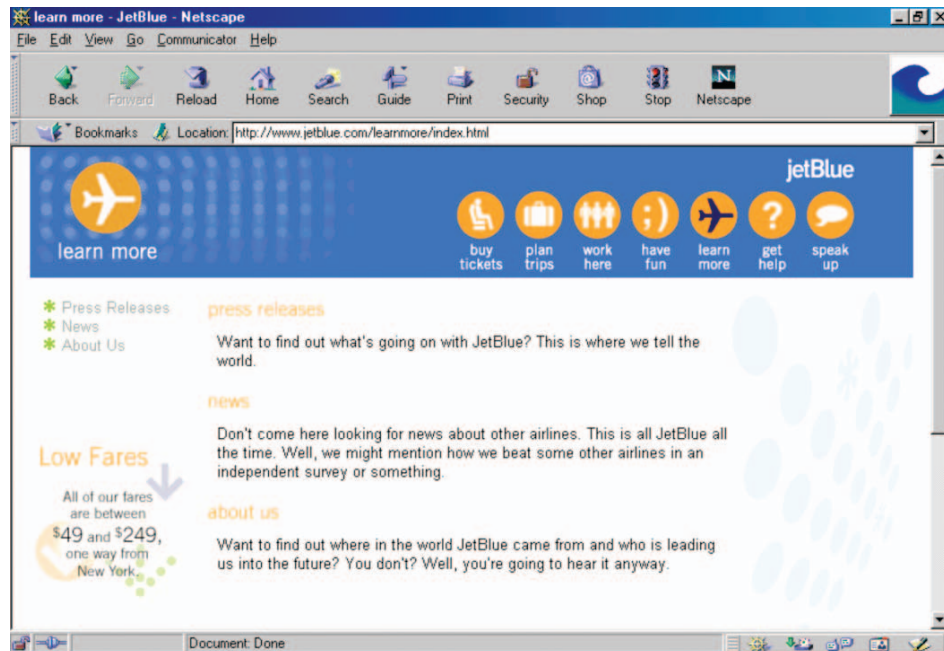 learn more - JetBlue - Netscape
File Edit View Go Communicator Help
Back Forward Reload Home Search Guide Print Security Shop Stop Netscape
N
Bookmarks Location: http://www.jetblue.com/learnmore/index.html
jetBlue
learn more
buy tickets
plan trips
work here
;)
have fun
learn more
?
get help
speak up
Press Releases
News
About Us
press releases
Want to find out what's going on with JetBlue? This is where we tell the
world.
news
Don't come here looking for news about other airlines. This is all JetBlue all
the time. Well, we might mention how we beat some other airlines in an
independent survey or something.
Low Fares
All of our fares
are between
$49 and $249,
one way from
New York.
about us
Want to find out where in the world JetBlue came from and who is leading
us into the future? You don't? Well, you're going to hear it anyway.
Document: Done